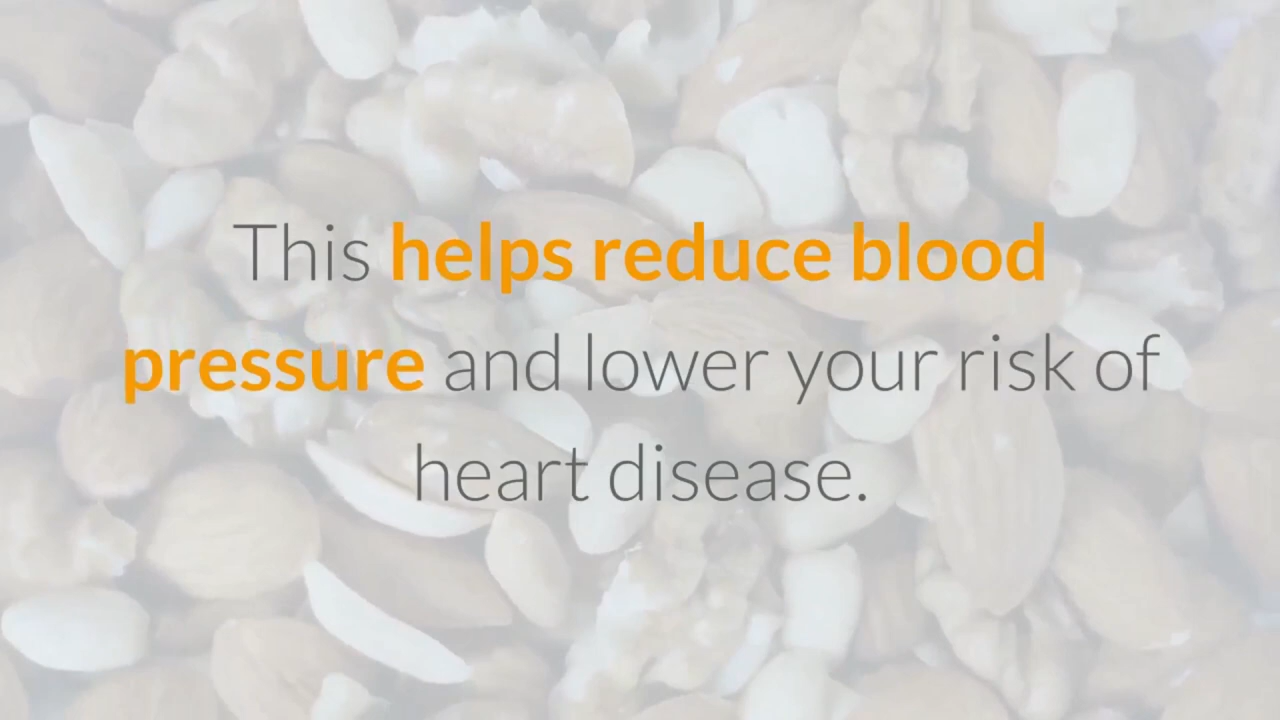 This helps reduce blood
pressure and lower your risk of
heart disease.